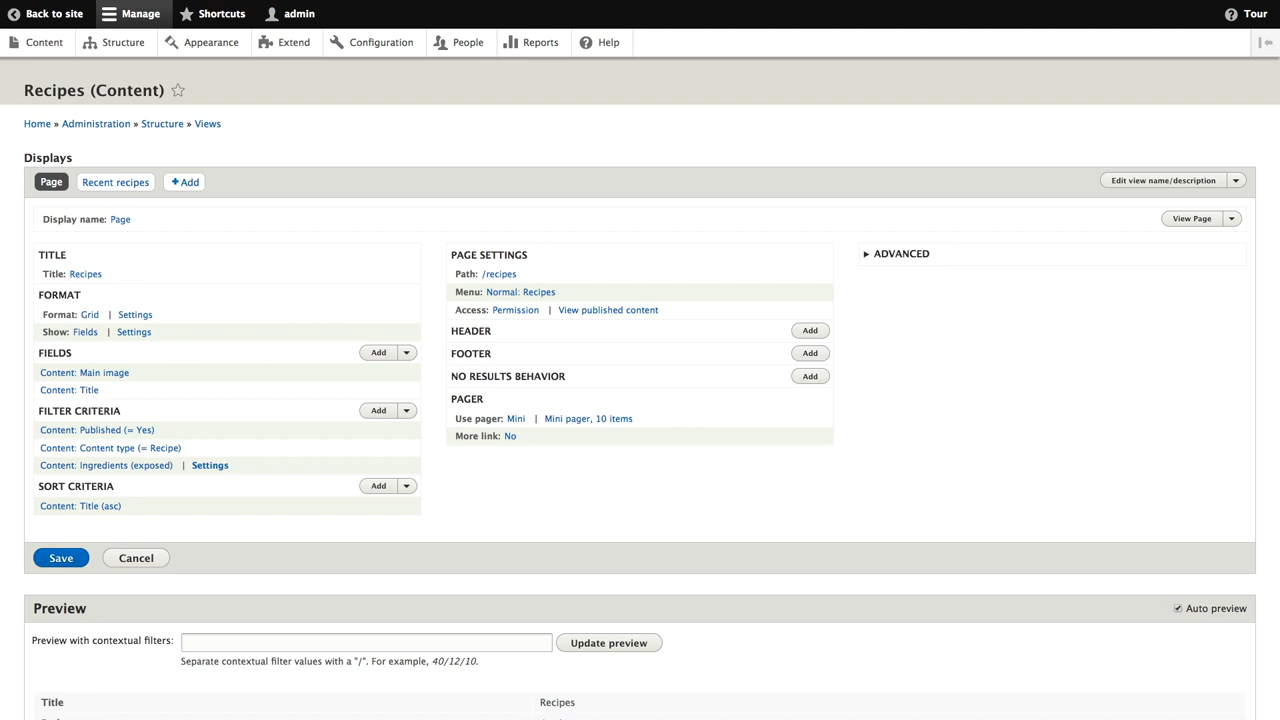 Back to site Manage Shortcuts admin Tour
Content Structure Appearance Extend Configuration People Reports Help
Recipes (Content)
Home » Administration » Structure » Views
Displays
Page Recent recipes + Add Edit view name/description
Display name: Page View Page
TITLE
Title: Recipes
FORMAT
Format: Grid | Settings
Show: Fields | Settings
FIELDS Add
Content: Main image
Content: Title
FILTER CRITERIA Add
Content: Published (= Yes)
Content: Content type (= Recipe)
Content: Ingredients (exposed) | Settings
SORT CRITERIA Add
Content: Title (asc)
PAGE SETTINGS
Path: /recipes
Menu: Normal: Recipes
Access: Permission | View published content
HEADER Add
FOOTER Add
NO RESULTS BEHAVIOR Add
PAGER
Use pager: Mini | Mini pager, 10 items
More link: No
ADVANCED
Save Cancel
Preview Auto preview
Preview with contextual filters: Update preview
Separate contextual filter values with a "/". For example, 40/12/10.
Title Recipes